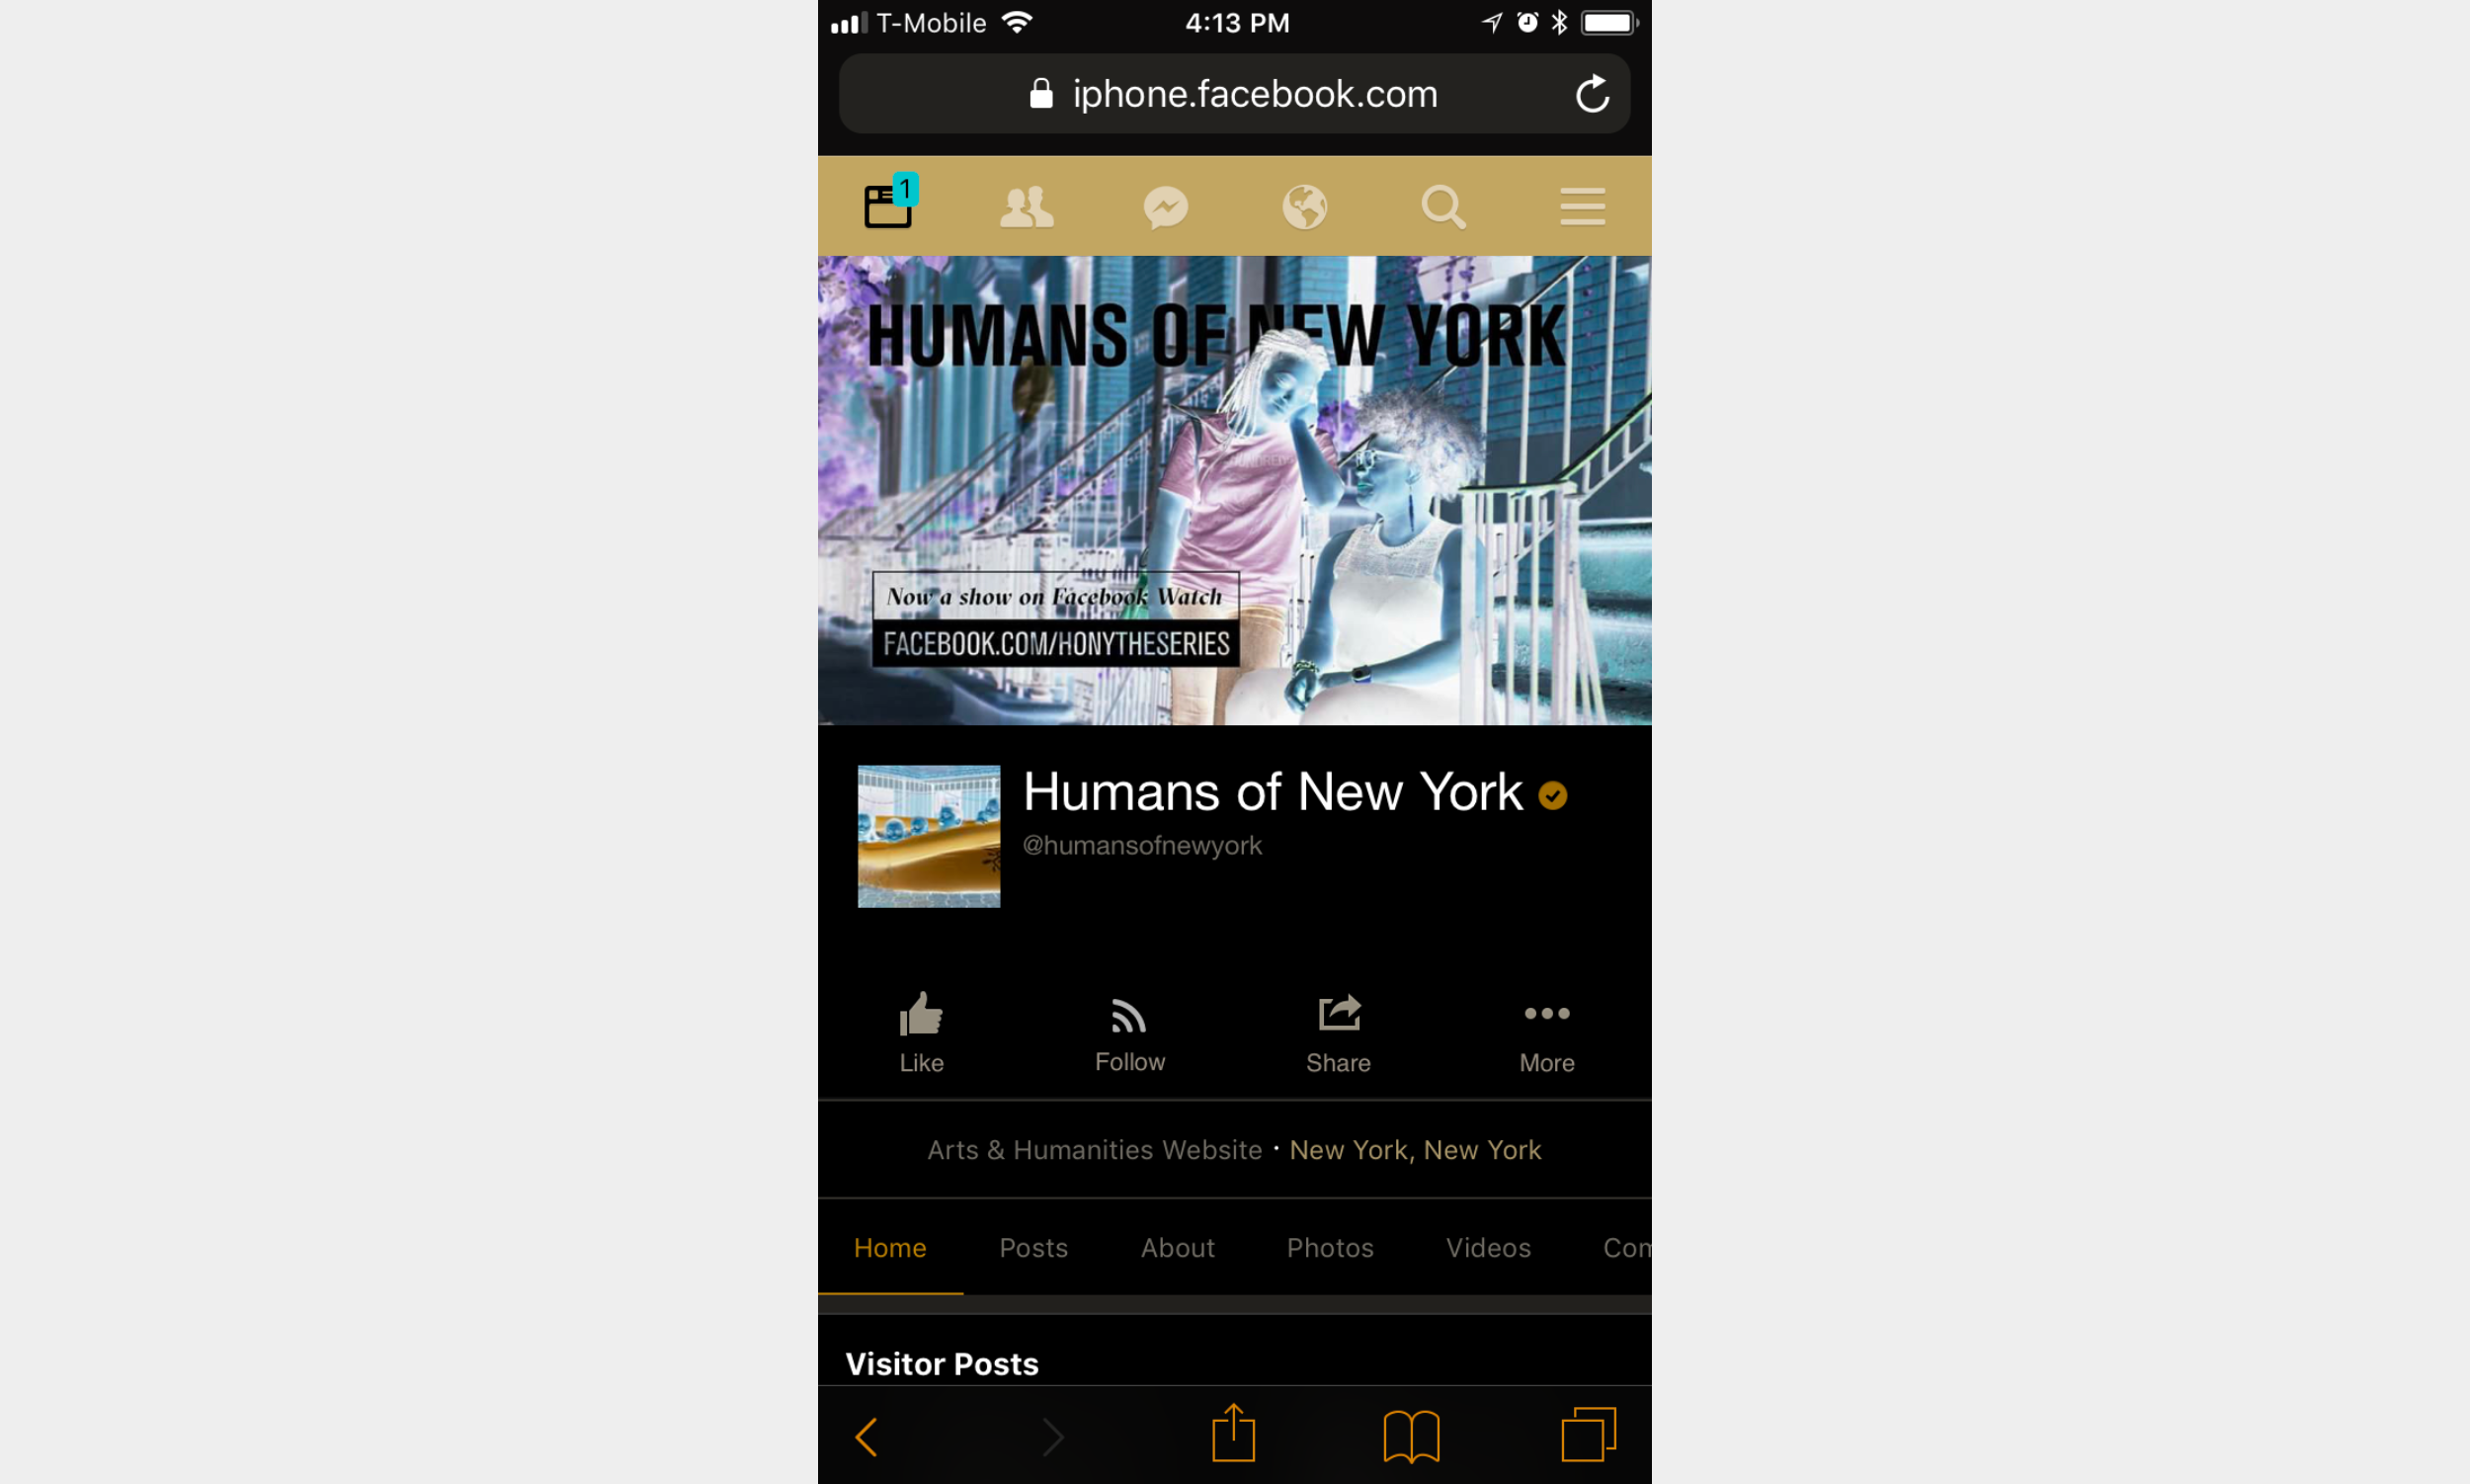 T-Mobile 4:13 PM
iphone.facebook.com
1
HUMANS OF NEW YORK
Now a show on Facebook Watch
FACEBOOK.COM/HONYTHESERIES
Humans of New York
@humansofnewyork
Like Follow Share More
Arts & Humanities Website · New York, New York
Home Posts About Photos Videos Com
Visitor Posts